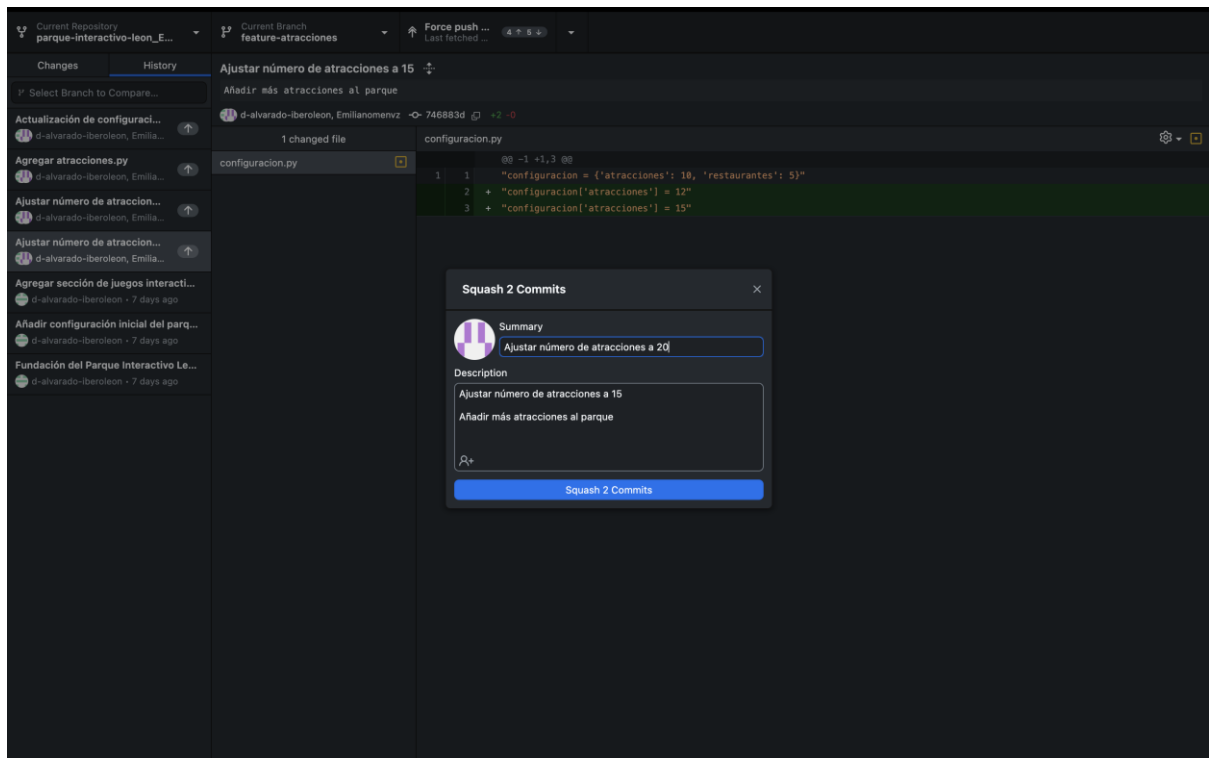 Current Repository
parque-interactivo-leon_E...
Current Branch
feature-atracciones
Force push ...
Last fetched ...
4 ↑ 5 ↓
Changes
History
Select Branch to Compare...
Actualización de configuraci...
d-alvarado-iberoleon, Emilia...
Agregar atracciones.py
d-alvarado-iberoleon, Emilia...
Ajustar número de atraccion...
d-alvarado-iberoleon, Emilia...
Ajustar número de atraccion...
d-alvarado-iberoleon, Emilia...
Agregar sección de juegos interacti...
d-alvarado-iberoleon • 7 days ago
Añadir configuración inicial del parq...
d-alvarado-iberoleon • 7 days ago
Fundación del Parque Interactivo Le...
d-alvarado-iberoleon • 7 days ago
Ajustar número de atracciones a 15
Añadir más atracciones al parque
d-alvarado-iberoleon, Emilianomenvz 746883d +2 -0
1 changed file
configuracion.py
configuracion.py
@@ -1 +1,3 @@
1 1 "configuracion = {'atracciones': 10, 'restaurantes': 5}"
2 + "configuracion['atracciones'] = 12"
3 + "configuracion['atracciones'] = 15"
Squash 2 Commits
Summary
Ajustar número de atracciones a 20
Description
Ajustar número de atracciones a 15
Añadir más atracciones al parque
Squash 2 Commits